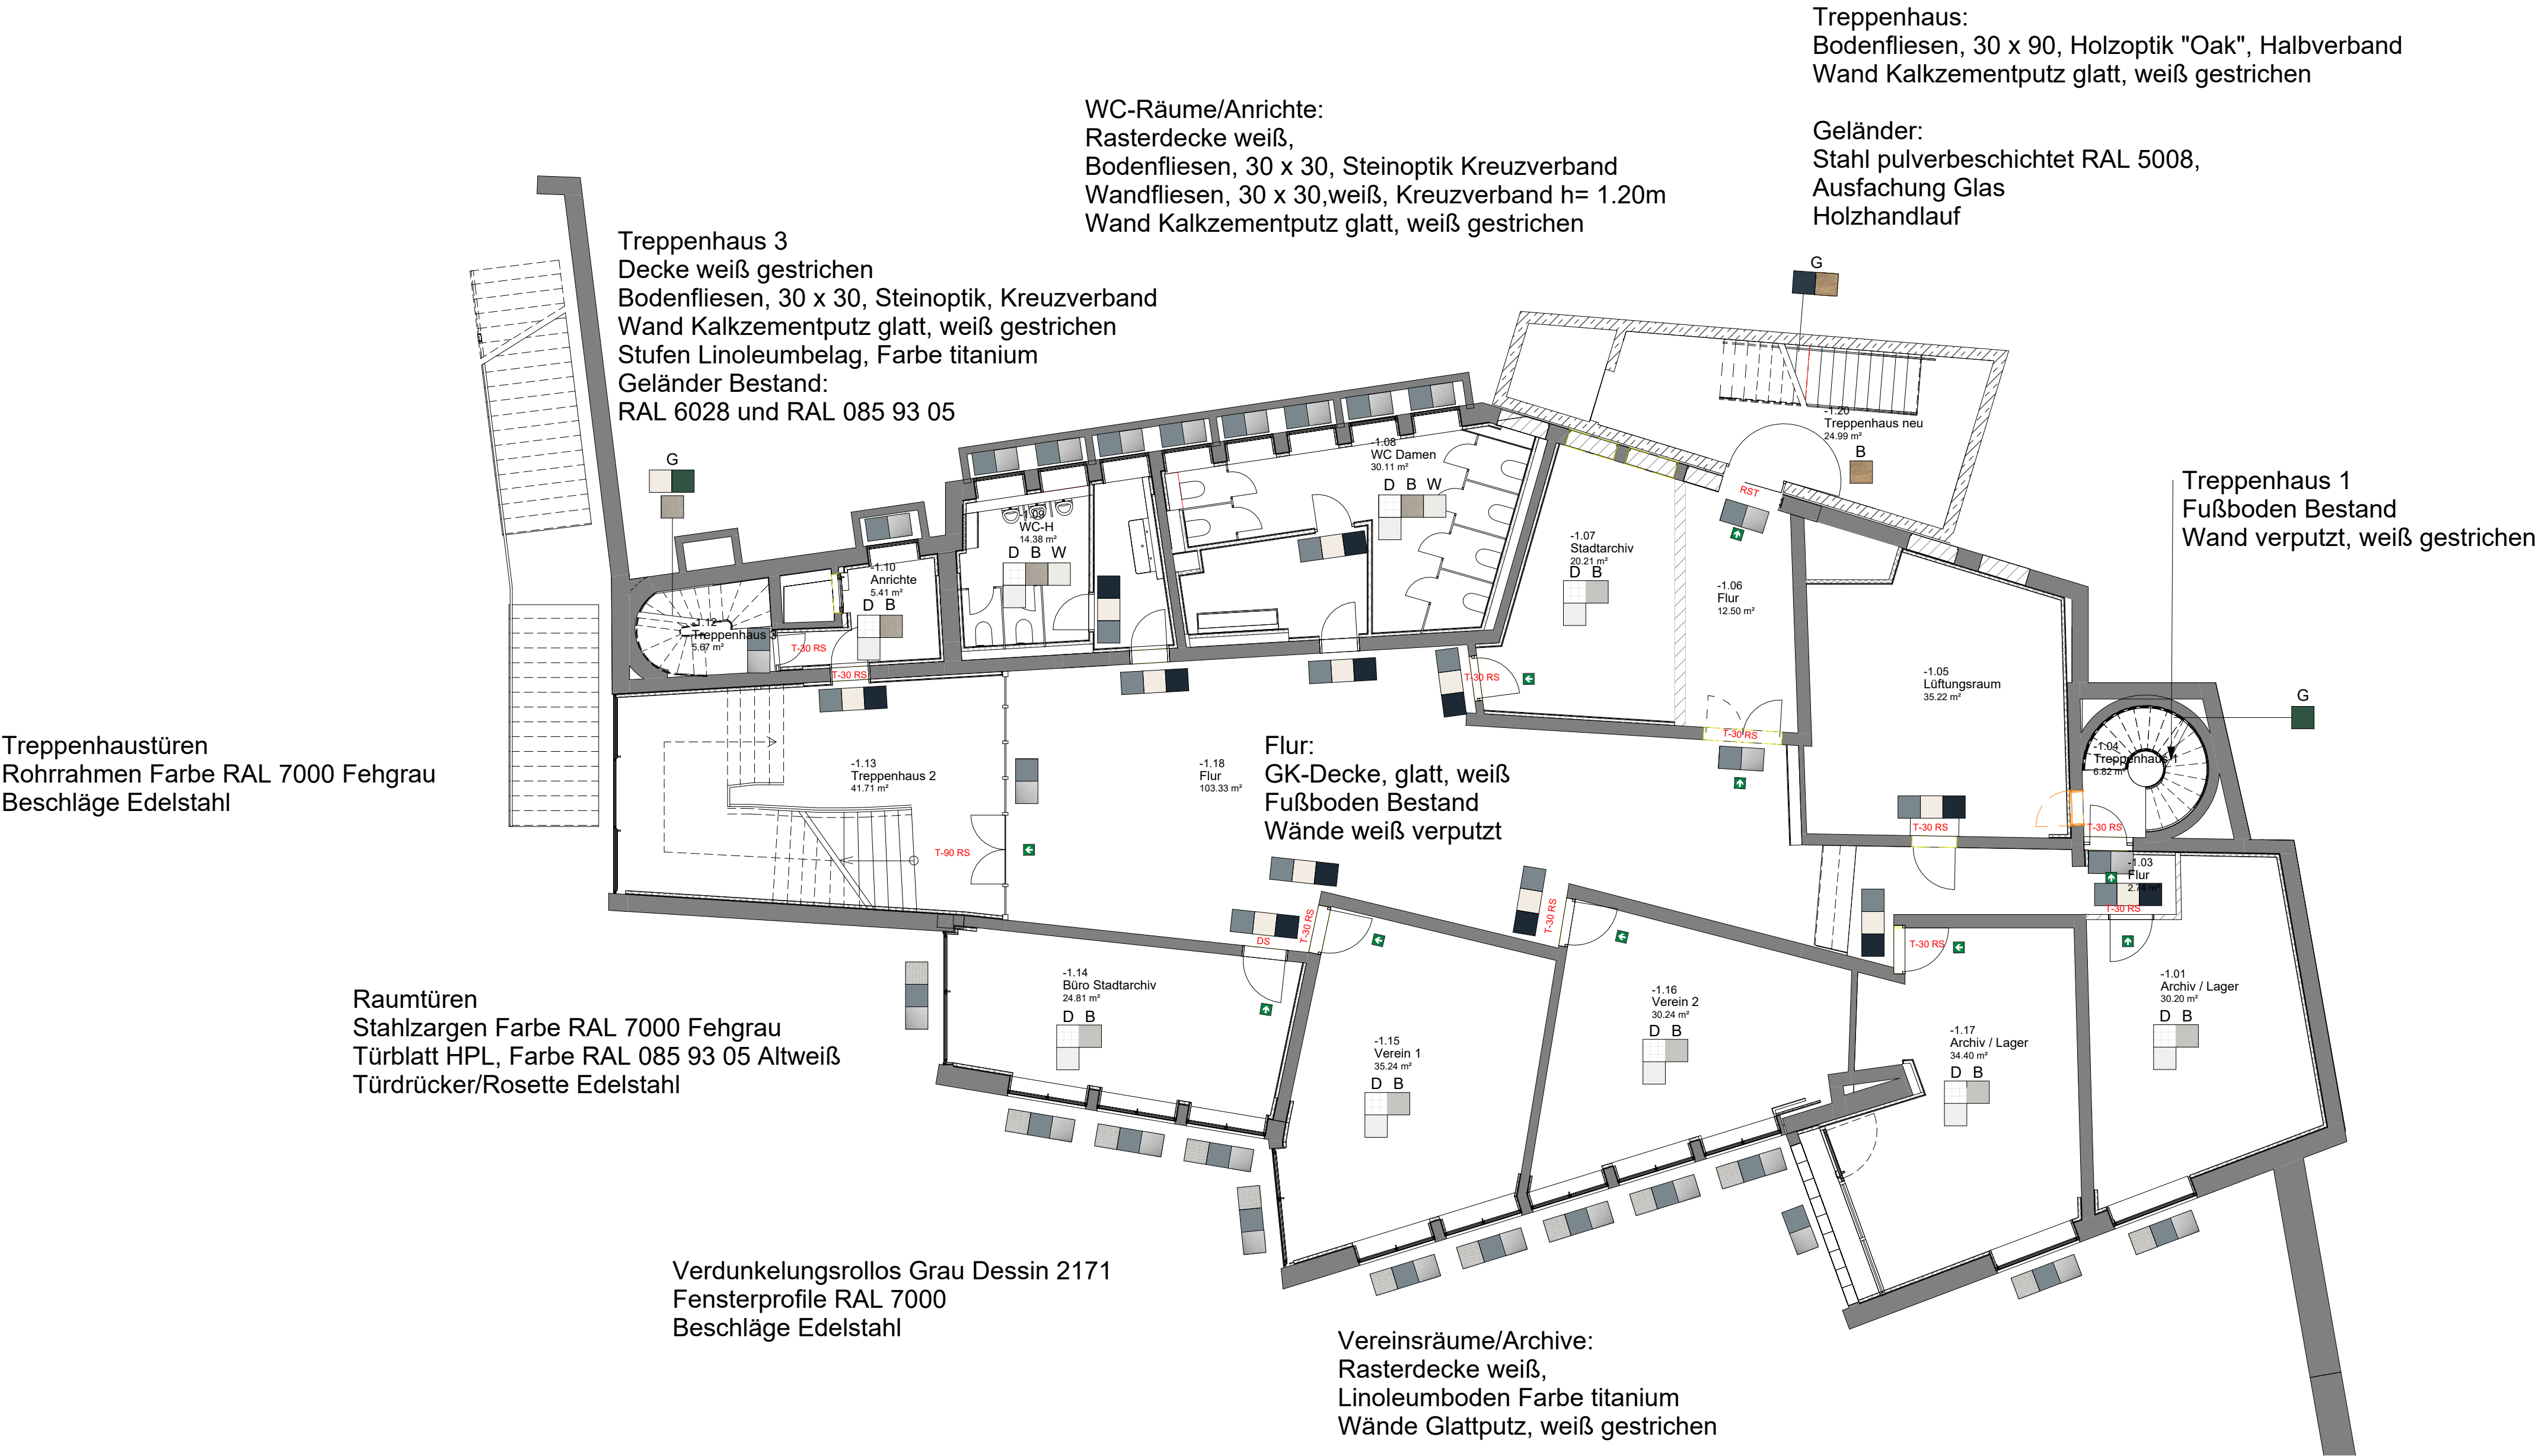 Treppenhaus:
Bodenfliesen, 30 x 90, Holzoptik "Oak", Halbverband
Wand Kalkzementputz glatt, weiß gestrichen
Geländer:
Stahl pulverbeschichtet RAL 5008,
Ausfachung Glas
Holzhandlauf
WC-Räume/Anrichte:
Rasterdecke weiß,
Bodenfliesen, 30 x 30, Steinoptik Kreuzverband
Wandfliesen, 30 x 30,weiß, Kreuzverband h= 1.20m
Wand Kalkzementputz glatt, weiß gestrichen
Treppenhaus 3
Decke weiß gestrichen
Bodenfliesen, 30 x 30, Steinoptik, Kreuzverband
Wand Kalkzementputz glatt, weiß gestrichen
Stufen Linoleumbelag, Farbe titanium
Geländer Bestand:
RAL 6028 und RAL 085 93 05
G
G
-1.20
Treppenhaus neu
24.99 m²
B
RST
-1.08
WC Damen
30.11 m²
D B W
-1.09
WC-H
14.38 m²
D B W
-1.10
Anrichte
5.41 m²
D B
-1.12
Treppenhaus 3
5.67 m²
T-30 RS
T-30 RS
-1.07
Stadtarchiv
20.21 m²
D B
-1.06
Flur
12.50 m²
T-30 RS
T-30 RS
-1.05
Lüftungsraum
35.22 m²
T-30 RS
Treppenhaus 1
Fußboden Bestand
Wand verputzt, weiß gestrichen
G
-1.04
Treppenhaus 1
6.82 m²
T-30 RS
-1.03
Flur
2.74 m²
T-30 RS
Treppenhaustüren
Rohrrahmen Farbe RAL 7000 Fehgrau
Beschläge Edelstahl
-1.13
Treppenhaus 2
41.71 m²
T-90 RS
-1.18
Flur
103.33 m²
Flur:
GK-Decke, glatt, weiß
Fußboden Bestand
Wände weiß verputzt
DS
T-30 RS
T-30 RS
T-30 RS
Raumtüren
Stahlzargen Farbe RAL 7000 Fehgrau
Türblatt HPL, Farbe RAL 085 93 05 Altweiß
Türdrücker/Rosette Edelstahl
-1.14
Büro Stadtarchiv
24.81 m²
D B
-1.15
Verein 1
35.24 m²
D B
-1.16
Verein 2
30.24 m²
D B
-1.17
Archiv / Lager
34.40 m²
D B
-1.01
Archiv / Lager
30.20 m²
D B
Verdunkelungsrollos Grau Dessin 2171
Fensterprofile RAL 7000
Beschläge Edelstahl
Vereinsräume/Archive:
Rasterdecke weiß,
Linoleumboden Farbe titanium
Wände Glattputz, weiß gestrichen